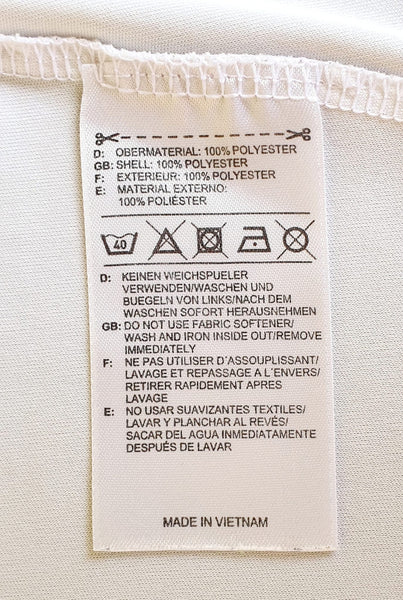 D: OBERMATERIAL: 100% POLYESTER
GB: SHELL: 100% POLYESTER
F: EXTÉRIEUR: 100% POLYESTER
E: MATERIAL EXTERNO:
100% POLIÉSTER
40
D: KEINEN WEICHSPUELER
VERWENDEN/WASCHEN UND
BUEGELN VON LINKS/NACH DEM
WASCHEN SOFORT HERAUSNEHMEN
GB: DO NOT USE FABRIC SOFTENER/
WASH AND IRON INSIDE OUT/REMOVE
IMMEDIATELY
F: NE PAS UTILISER D´ASSOUPLISSANT/
LAVAGE ET REPASSAGE A L´ENVERS/
RETIRER RAPIDEMENT APRES
LAVAGE
E: NO USAR SUAVIZANTES TEXTILES/
LAVAR Y PLANCHAR AL REVÉS/
SACAR DEL AGUA INMEDIATAMENTE
DESPUÉS DE LAVAR
MADE IN VIETNAM